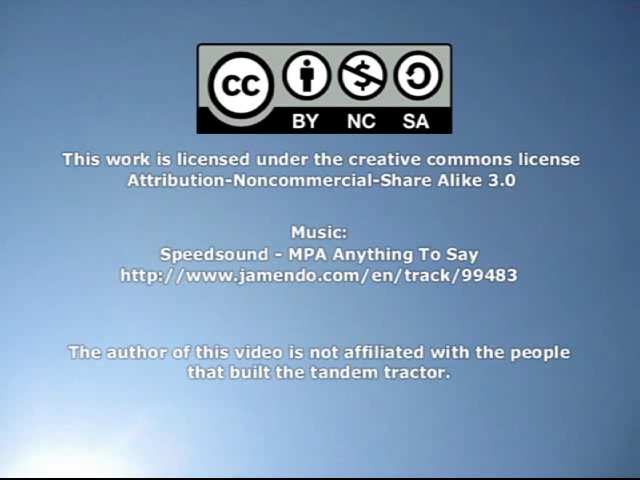 cc
BY NC SA
This work is licensed under the creative commons license
Attribution-Noncommercial-Share Alike 3.0
Music:
Speedsound - MPA Anything To Say
http://www.jamendo.com/en/track/99483
The author of this video is not affiliated with the people
that built the tandem tractor.